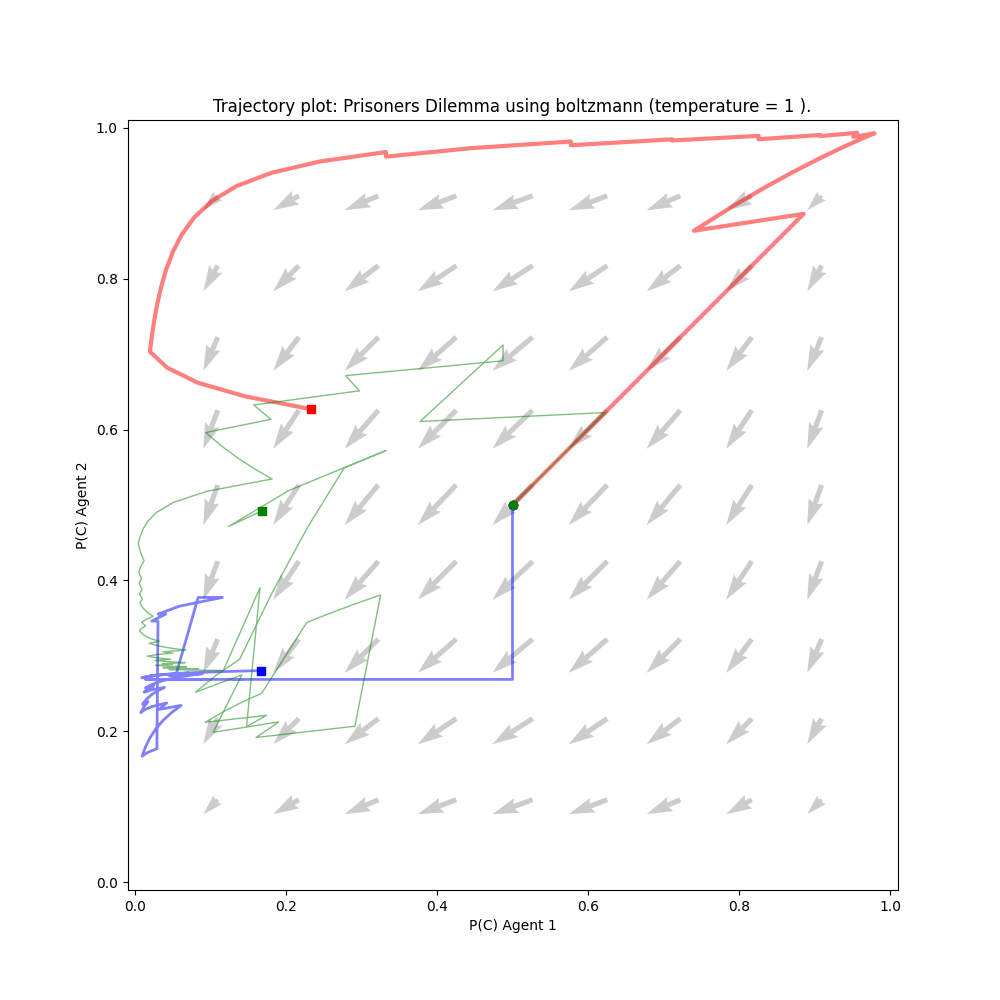 Trajectory plot: Prisoners Dilemma using boltzmann (temperature = 1 ).
1.0
0.8
0.6
0.4
0.2
0.0
P(C) Agent 2
0.0 0.2 0.4 0.6 0.8 1.0
P(C) Agent 1